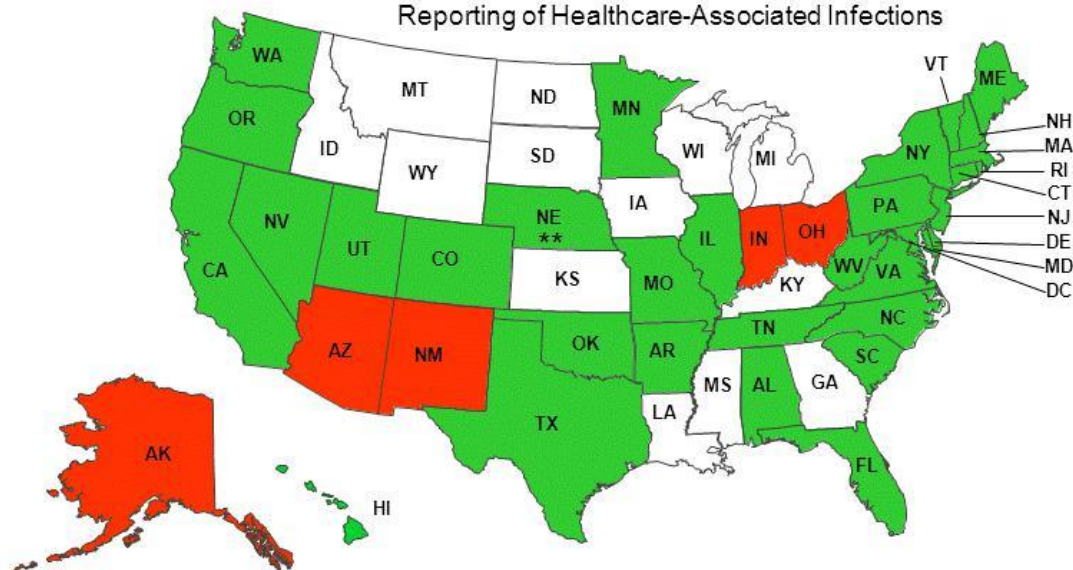 Reporting of Healthcare-Associated Infections
WA
MT
ND
MN
VT
ME
OR
ID
SD
WI
MI
NY
NH
MA
RI
CT
WY
IA
PA
NJ
NV
NE
**
IL
IN
OH
DE
MD
DC
CA
UT
CO
KS
MO
WV
VA
KY
AZ
NM
OK
AR
TN
NC
SC
MS
AL
GA
TX
LA
FL
AK
HI